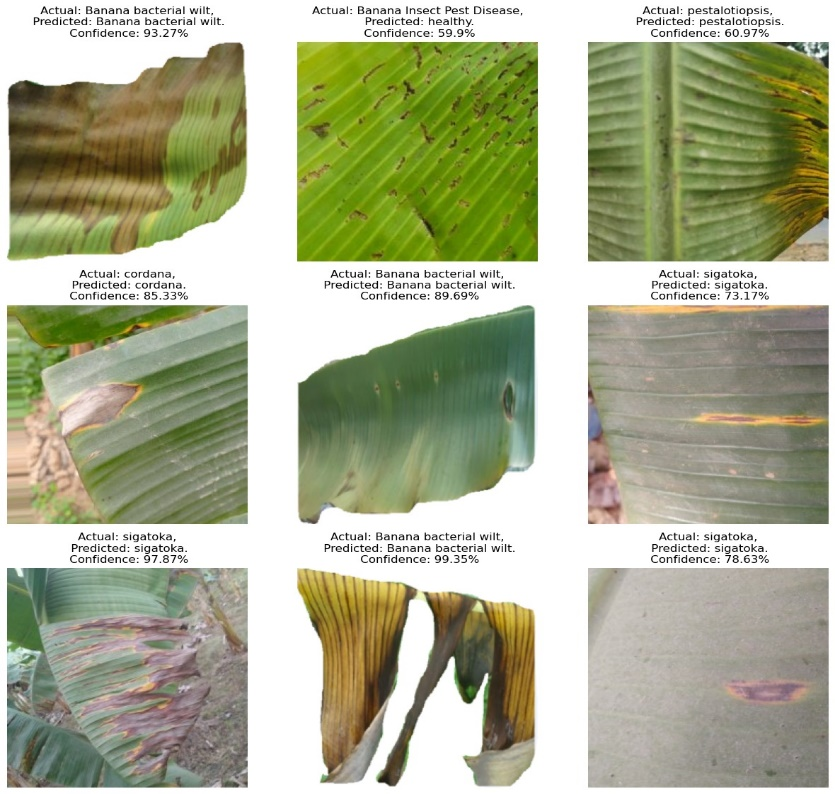 Actual: Banana bacterial wilt,
Predicted: Banana bacterial wilt.
Confidence: 93.27%
Actual: Banana Insect Pest Disease,
Predicted: healthy.
Confidence: 59.9%
Actual: pestalotiopsis,
Predicted: pestalotiopsis.
Confidence: 60.97%
Actual: cordana,
Predicted: cordana.
Confidence: 85.33%
Actual: Banana bacterial wilt,
Predicted: Banana bacterial wilt.
Confidence: 89.69%
Actual: sigatoka,
Predicted: sigatoka.
Confidence: 73.17%
Actual: sigatoka,
Predicted: sigatoka.
Confidence: 97.87%
Actual: Banana bacterial wilt,
Predicted: Banana bacterial wilt.
Confidence: 99.35%
Actual: sigatoka,
Predicted: sigatoka.
Confidence: 78.63%